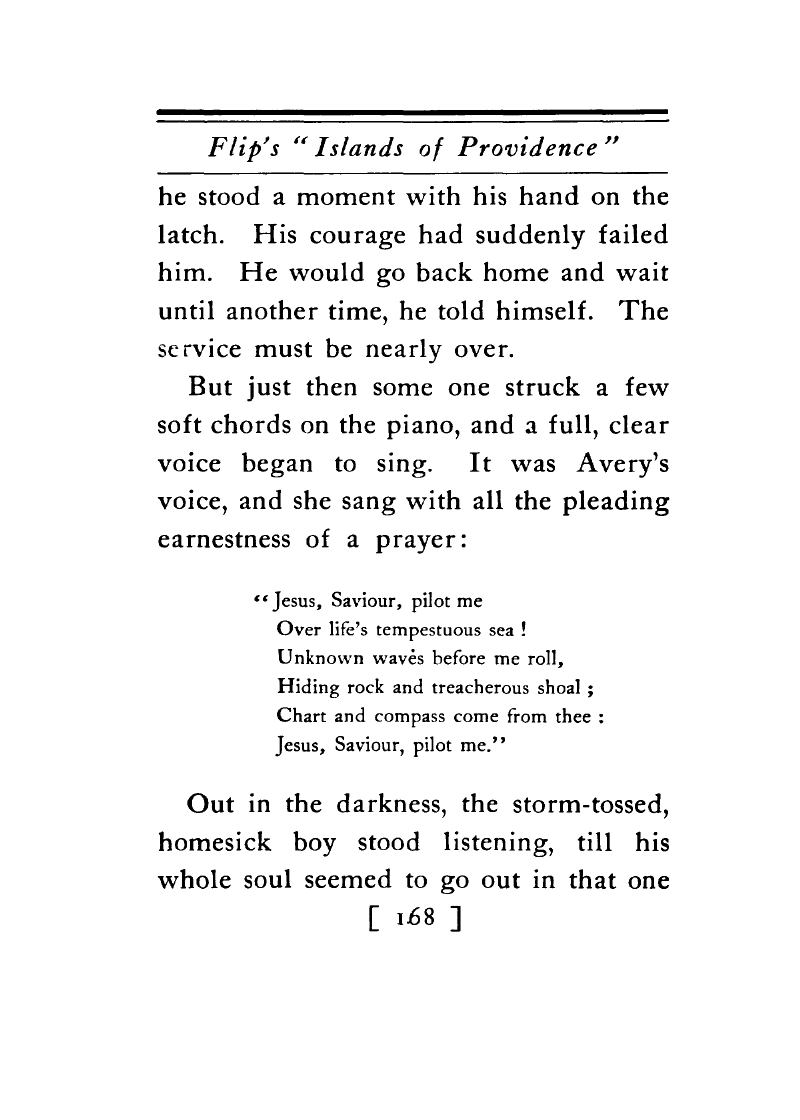 Flip's "Islands of Providence"
he stood a moment with his hand on the
latch. His courage had suddenly failed
him. He would go back home and wait
until another time, he told himself. The
service must be nearly over.
But just then some one struck a few
soft chords on the piano, and a full, clear
voice began to sing. It was Avery's
voice, and she sang with all the pleading
earnestness of a prayer:
"Jesus, Saviour, pilot me
Over life's tempestuous sea !
Unknown waves before me roll,
Hiding rock and treacherous shoal ;
Chart and compass come from thee :
Jesus, Saviour, pilot me."
Out in the darkness, the storm-tossed,
homesick boy stood listening, till his
whole soul seemed to go out in that one
[ 168 ]